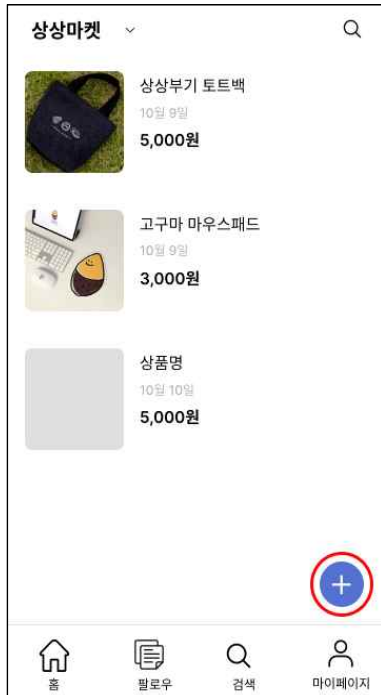 상상마켓
상상부기 토트백
10월 9일
5,000원
고구마 마우스패드
10월 9일
3,000원
상품명
10월 10일
5,000원
홈
팔로우
검색
마이페이지